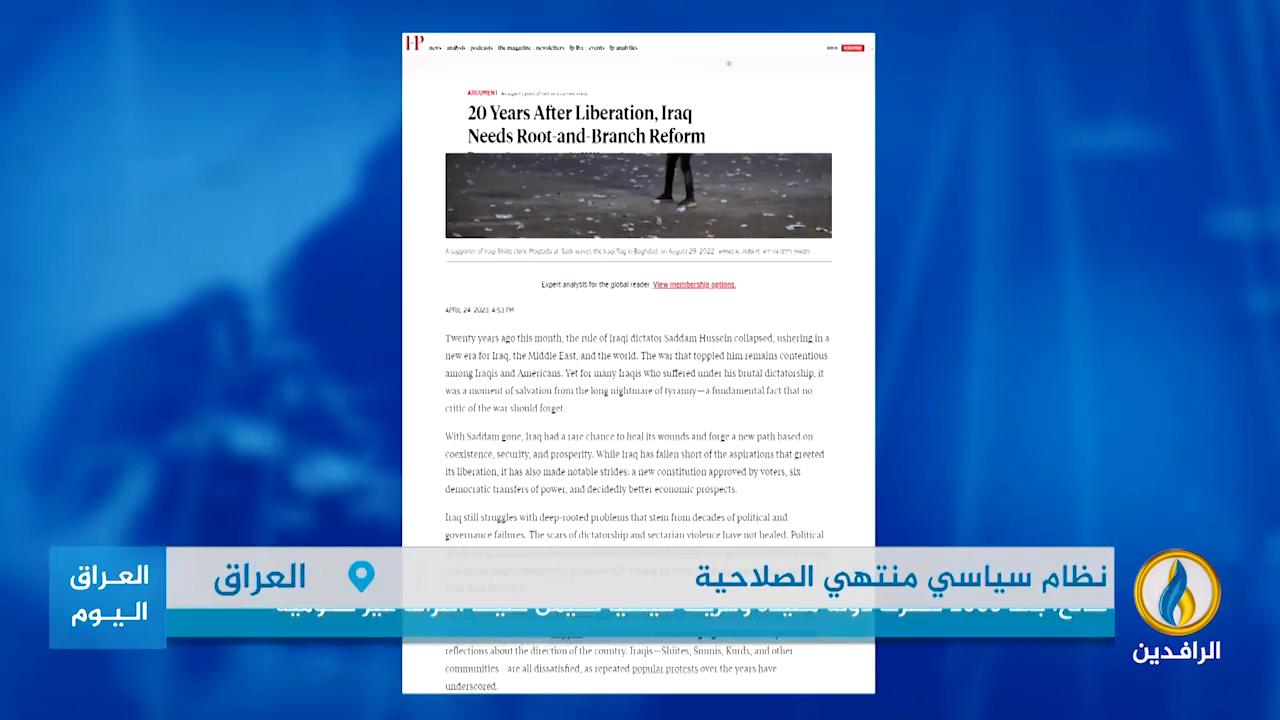 FP news analysis podcasts the magazine newsletters fp live events fp analytics
ARGUMENT An expert's point of view on a current event.
20 Years After Liberation, Iraq
Needs Root-and-Branch Reform
A supporter of Iraqi Shiite cleric Moqtada al-Sadr waves the Iraqi flag in Baghdad on August 29, 2022. AFP VIA GETTY IMAGES
Expert analysis for the global reader. View membership options.
APRIL 24, 2023, 4:53 PM
Twenty years ago this month, the rule of Iraqi dictator Saddam Hussein collapsed, ushering in a
new era for Iraq, the Middle East, and the world. The war that toppled him remains contentious
among Iraqis and Americans. Yet for many Iraqis who suffered under his brutal dictatorship, it
was a moment of salvation from the long nightmare of tyranny—a fundamental fact that no
critic of the war should forget.
With Saddam gone, Iraq had a rare chance to heal its wounds and forge a new path based on
coexistence, security, and prosperity. While Iraq has fallen short of the aspirations that greeted
its liberation, it has also made notable strides: a new constitution approved by voters, six
democratic transfers of power, and decidedly better economic prospects.
Iraq still struggles with deep-rooted problems that stem from decades of political and
governance failures. The scars of dictatorship and sectarian violence have not healed. Political
نظام سياسي منتهي الصلاحية
العراق
العراق
اليوم
الرافدين
reflections about the direction of the country. Iraqis—Shiites, Sunnis, Kurds, and other
communities—are all dissatisfied, as repeated popular protests over the years have
underscored.